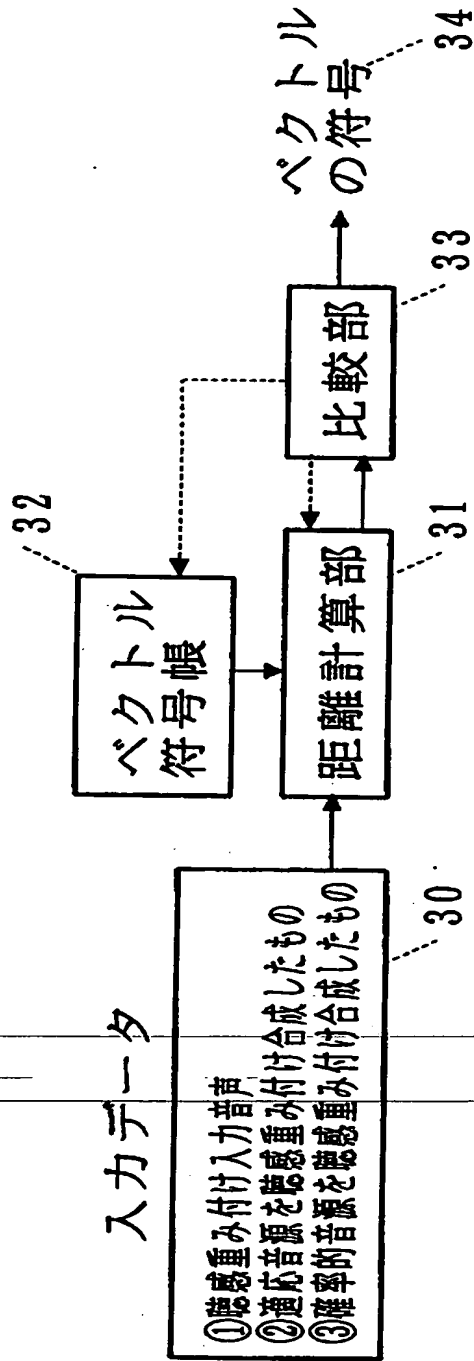 入力データ
①聴感重み付け入力音声
②適応音源を聴感重み付け合成したもの
③確率的音源を聴感重み付け合成したもの
30
ベクトル
符号帳
32
距離計算部
31
比較部
33
ベクトル
の符号
34